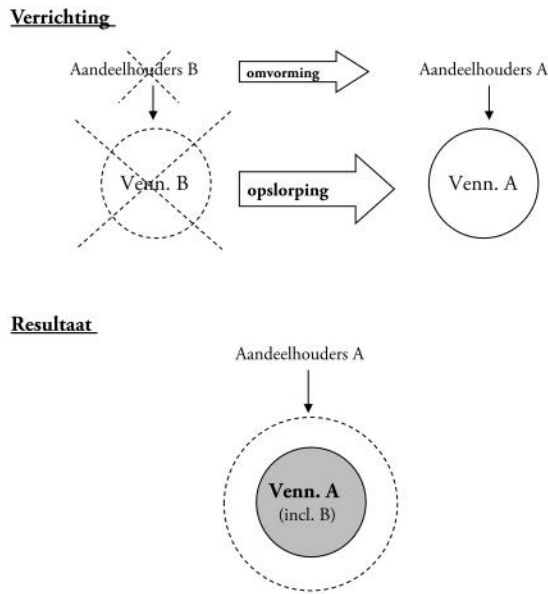 Verrichting
Aandeelhouders B
omvorming
Aandeelhouders A
Venn. B
opslorping
Venn. A
Resultaat
Aandeelhouders A
Venn. A
(incl. B)